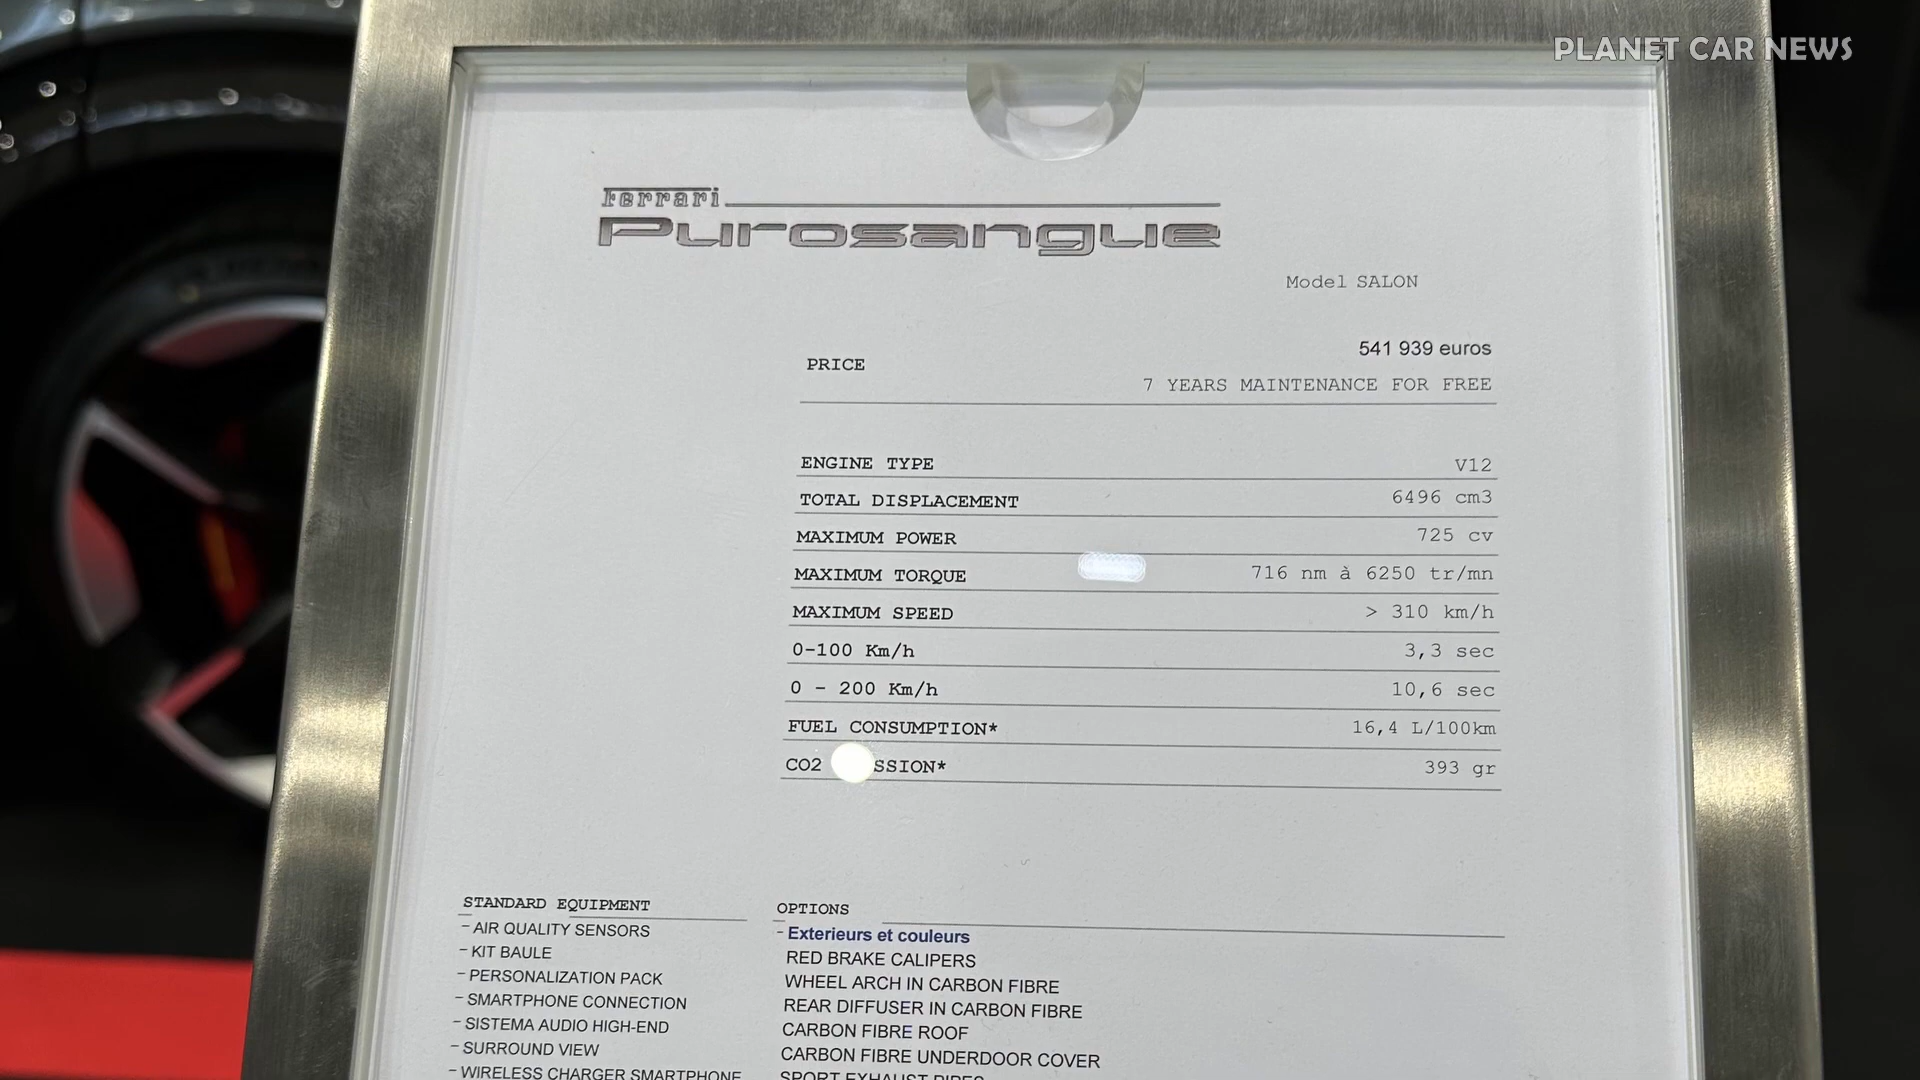 PLANET CAR NEWS
Ferrari
Purosangue
Model SALON
PRICE
541 939 euros
7 YEARS MAINTENANCE FOR FREE
ENGINE TYPE V12
TOTAL DISPLACEMENT 6496 cm3
MAXIMUM POWER 725 cv
MAXIMUM TORQUE 716 nm à 6250 tr/mn
MAXIMUM SPEED > 310 km/h
0-100 Km/h 3,3 sec
0 - 200 Km/h 10,6 sec
FUEL CONSUMPTION* 16,4 L/100km
CO2 SSION* 393 gr
STANDARD EQUIPMENT
- AIR QUALITY SENSORS
- KIT BAULE
- PERSONALIZATION PACK
- SMARTPHONE CONNECTION
- SISTEMA AUDIO HIGH-END
- SURROUND VIEW
- WIRELESS CHARGER SMARTPHONE
OPTIONS
- Exterieurs et couleurs
RED BRAKE CALIPERS
WHEEL ARCH IN CARBON FIBRE
REAR DIFFUSER IN CARBON FIBRE
CARBON FIBRE ROOF
CARBON FIBRE UNDERDOOR COVER
SPORT EXHAUST PIPES